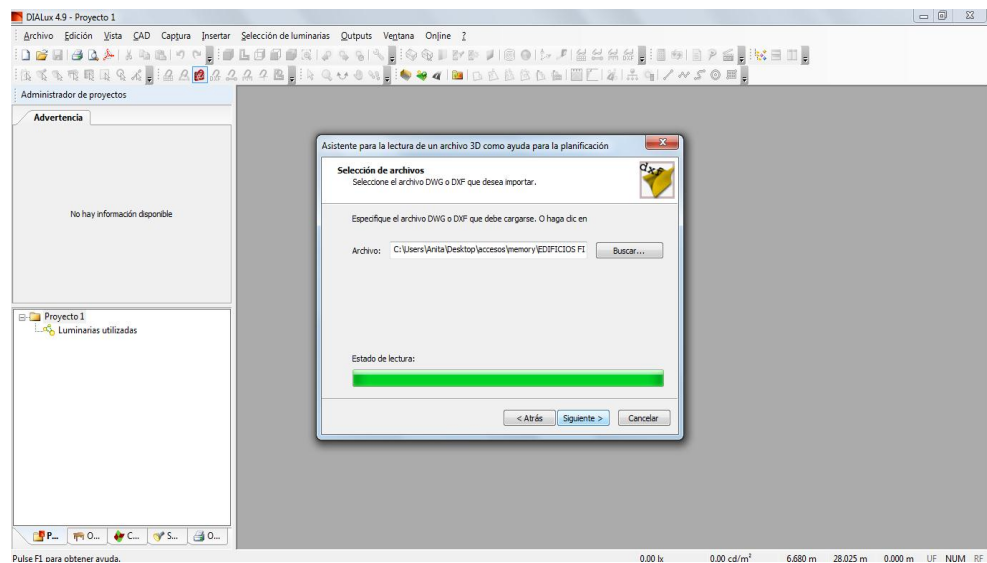 DIALux 4.9 - Proyecto 1
Archivo Edición Vista CAD Captura Insertar Selección de luminarias Outputs Ventana Online ?
Administrador de proyectos
Advertencia
No hay información disponible
Proyecto 1
Luminarias utilizadas
P... O... C... S... O...
Asistente para la lectura de un archivo 3D como ayuda para la planificación
Selección de archivos
Seleccione el archivo DWG o DXF que desea importar.
dxf
Especifique el archivo DWG o DXF que debe cargarse. O haga clic en
Archivo: C:\Users\Anita\Desktop\accesos\memory\EDIFICIOS FI Buscar...
Estado de lectura:
< Atrás Siguiente > Cancelar
Pulse F1 para obtener ayuda. 0.00 lx 0.00 cd/m² 6.680 m 28.025 m 0.000 m UF NUM RF